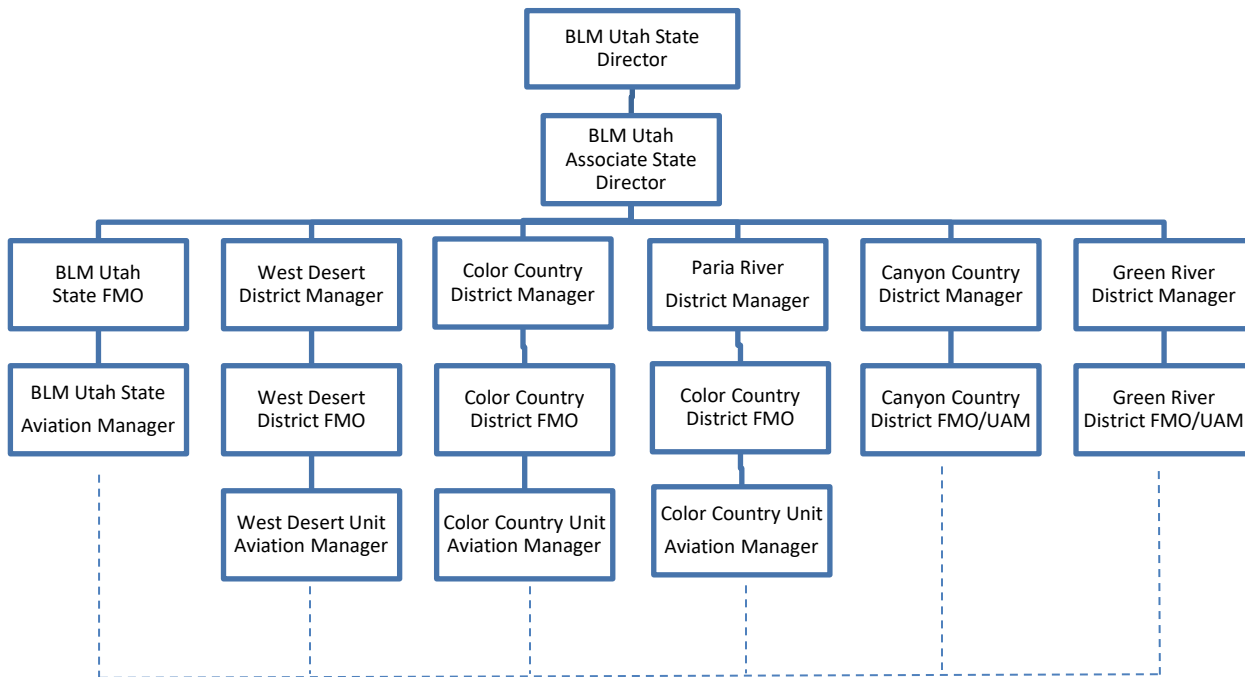 BLM Utah State
Director
BLM Utah
Associate State
Director
BLM Utah
State FMO
West Desert
District Manager
Color Country
District Manager
Paria River
District Manager
Canyon Country
District Manager
Green River
District Manager
BLM Utah State
Aviation Manager
West Desert
District FMO
Color Country
District FMO
Color Country
District FMO
Canyon Country
District FMO/UAM
Green River
District FMO/UAM
West Desert Unit
Aviation Manager
Color Country Unit
Aviation Manager
Color Country Unit
Aviation Manager